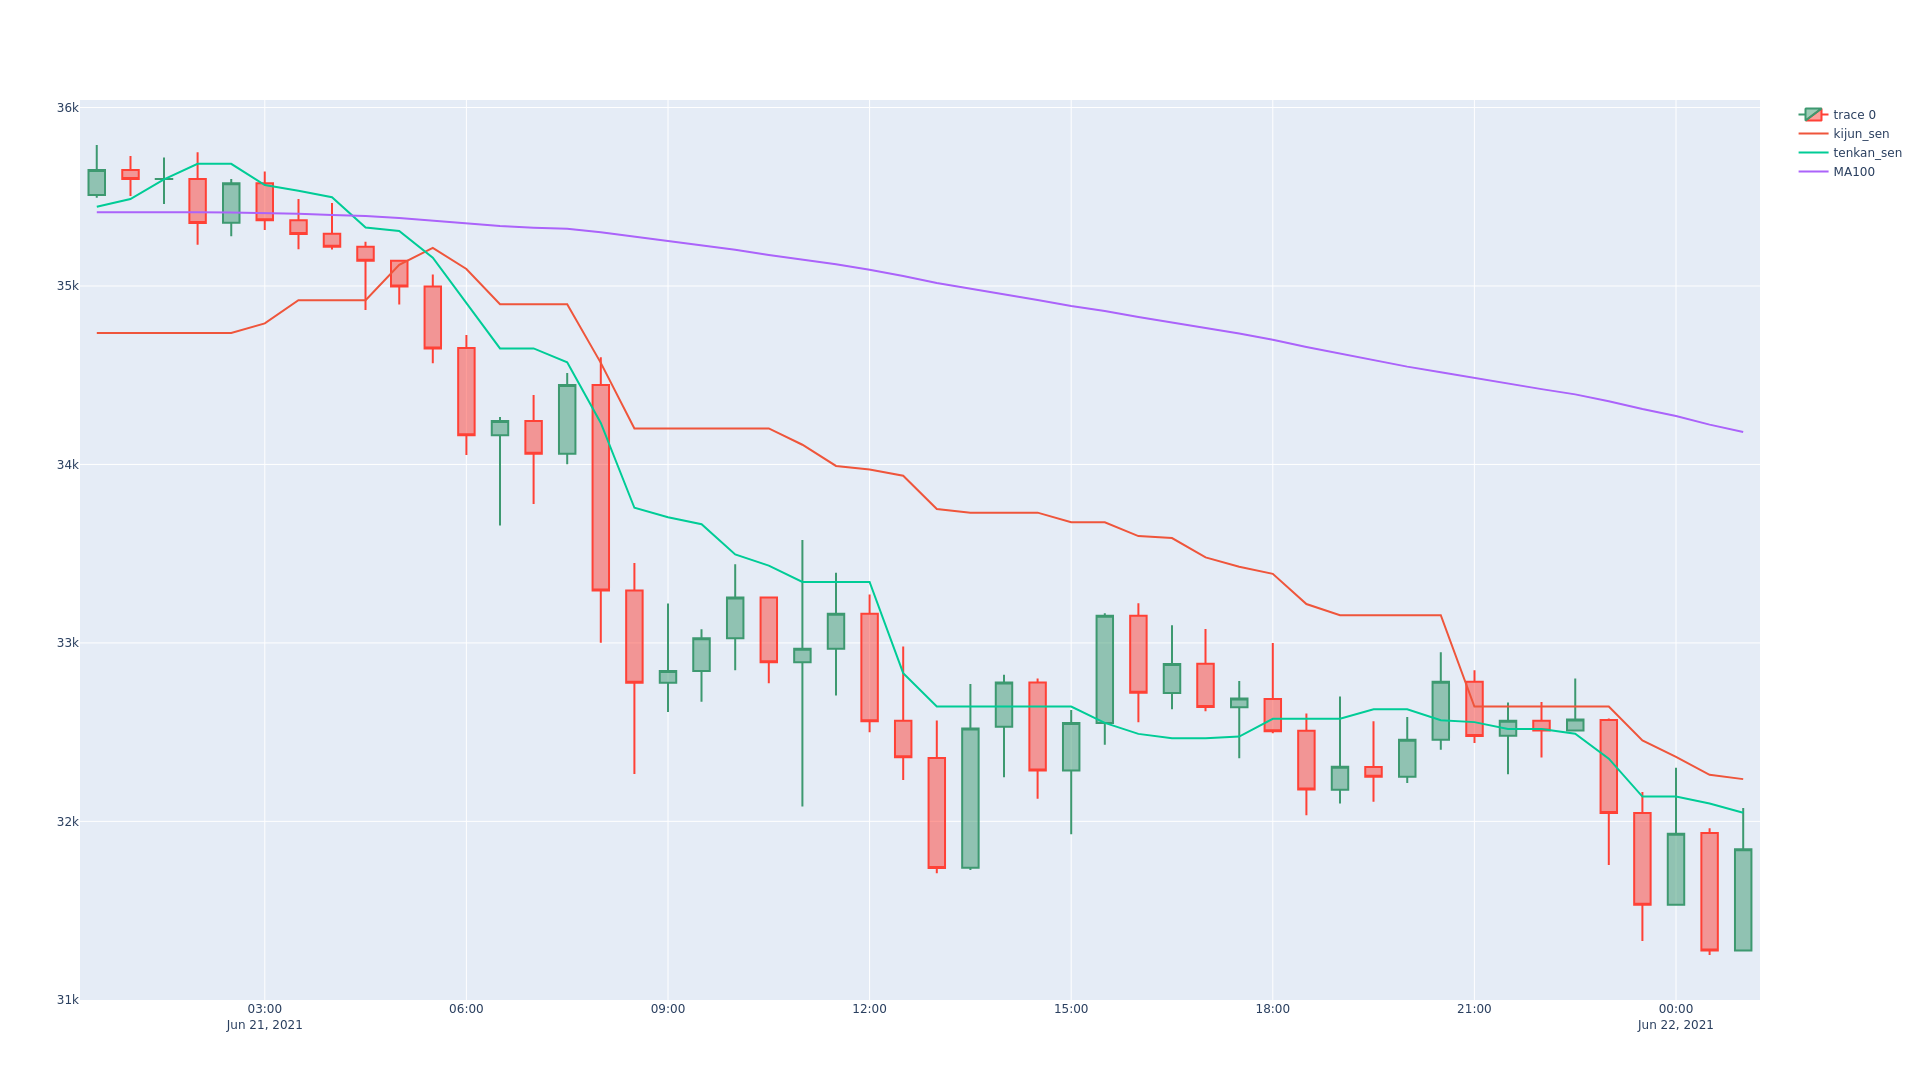 36k
35k
34k
33k
32k
31k
03:00
Jun 21, 2021
06:00
09:00
12:00
15:00
18:00
21:00
00:00
Jun 22, 2021
trace 0
kijun_sen
tenkan_sen
MA100